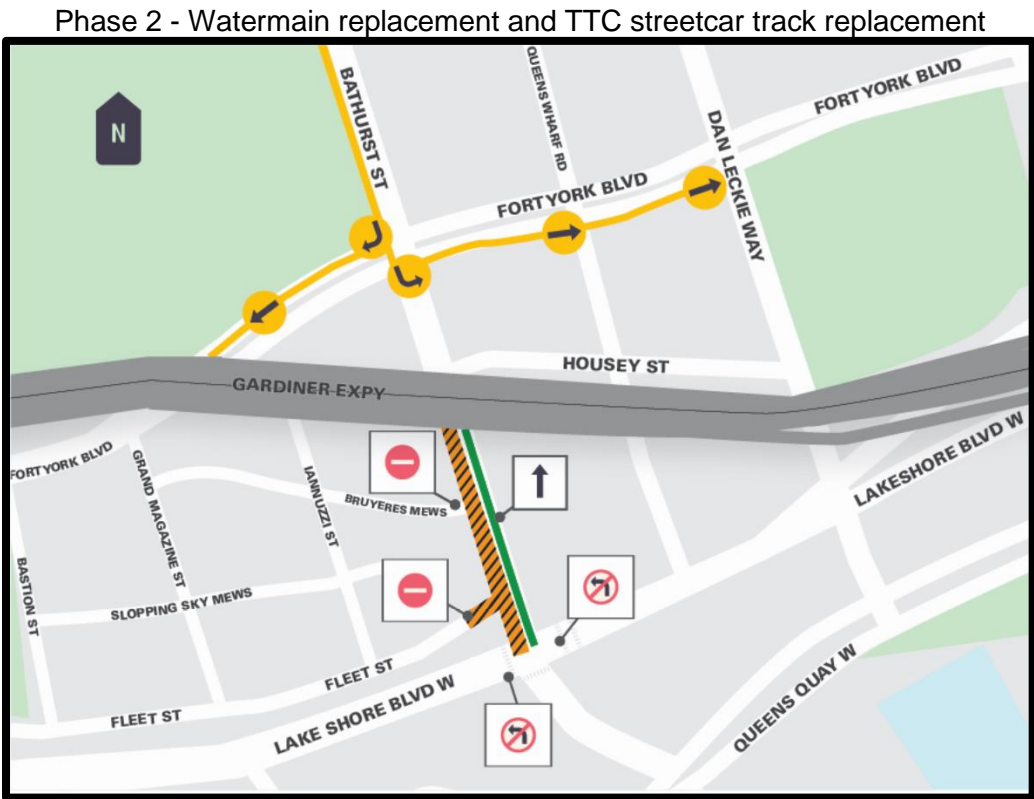 Phase 2 - Watermain replacement and TTC streetcar track replacement
N
BATHURST ST
QUEENS WHARF RD
DAN LECKIE WAY
FORT YORK BLVD
FORT YORK BLVD
HOUSEY ST
GARDINER EXPY
FORT YORK BLVD
GRAND MAGAZINE ST
IANNUZZI ST
BRUYERES MEWS
LAKESHORE BLVD W
BASTION ST
SLOPPING SKY MEWS
FLEET ST
FLEET ST
LAKE SHORE BLVD W
QUEENS QUAY W